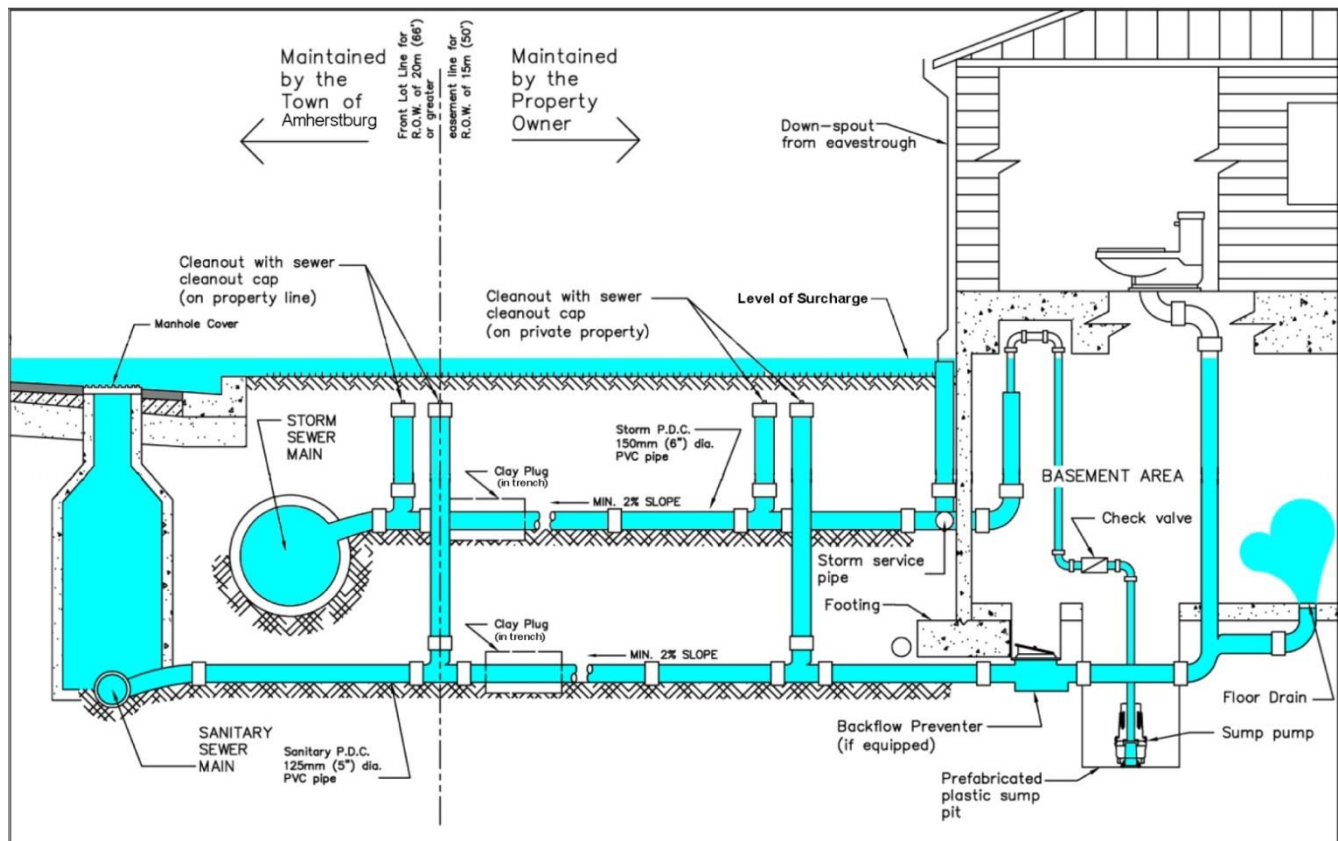 Maintained
by the
Town of
Amherstburg
Front Lot Line for
R.O.W. of 20m (66')
or greater
easement line for
R.O.W. of 15m (50')
Maintained
by the
Property
Owner
Down-spout
from eavestrough
Cleanout with sewer
cleanout cap
(on property line)
Manhole Cover
Cleanout with sewer
cleanout cap
(on private property)
Level of Surcharge
STORM
SEWER
MAIN
Clay Plug
(in trench)
Storm P.D.C.
150mm (6") dia.
PVC pipe
MIN. 2% SLOPE
BASEMENT AREA
Check valve
Storm service
pipe
Footing
Clay Plug
(in trench)
MIN. 2% SLOPE
SANITARY
SEWER
MAIN
Sanitary P.D.C.
125mm (5") dia.
PVC pipe
Backflow Preventer
(if equipped)
Floor Drain
Sump pump
Prefabricated
plastic sump
pit